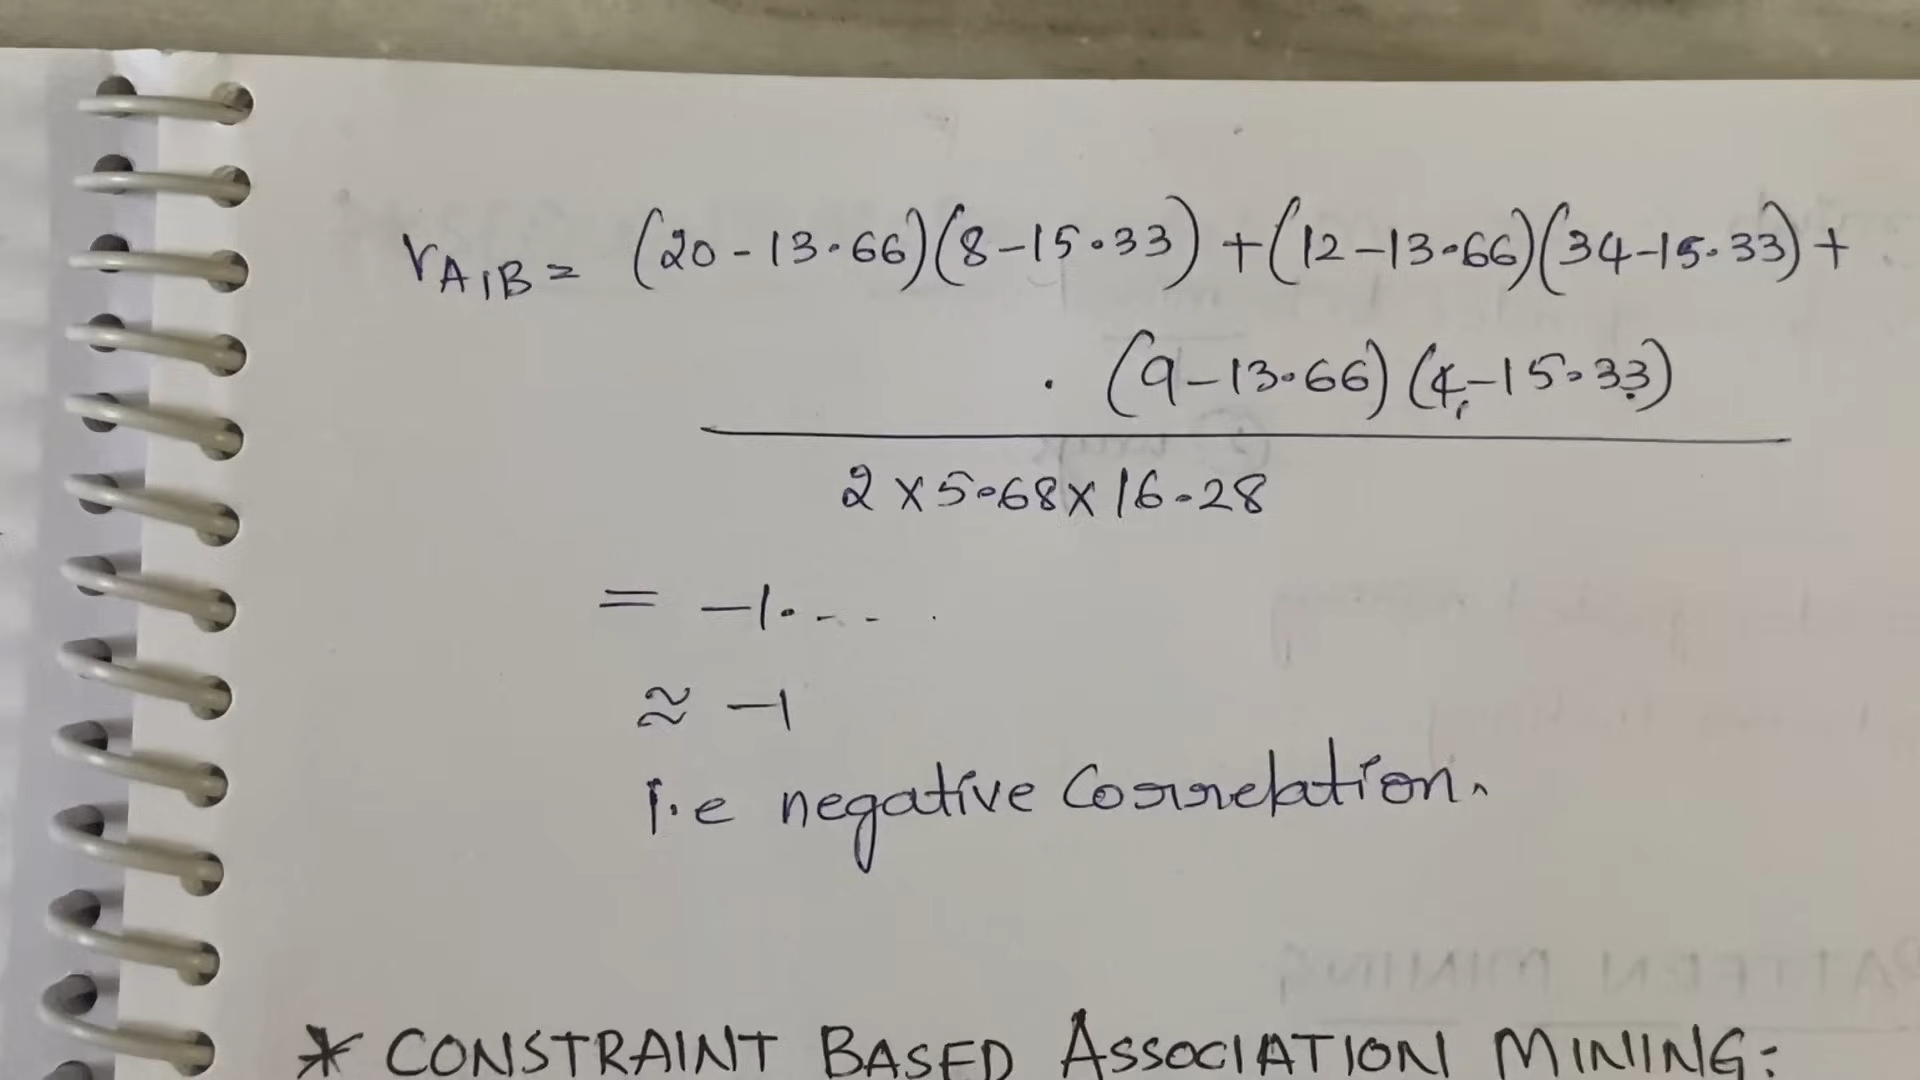 r A,B = (20-13.66)(8-15.33) + (12-13.66)(34-15.33) +
(9-13.66)(4-15.33)
2 x 5.68 x 16.28
= -1. - - .
≈ -1
i.e negative Correlation.
* CONSTRAINT BASED ASSOCIATION MINING: